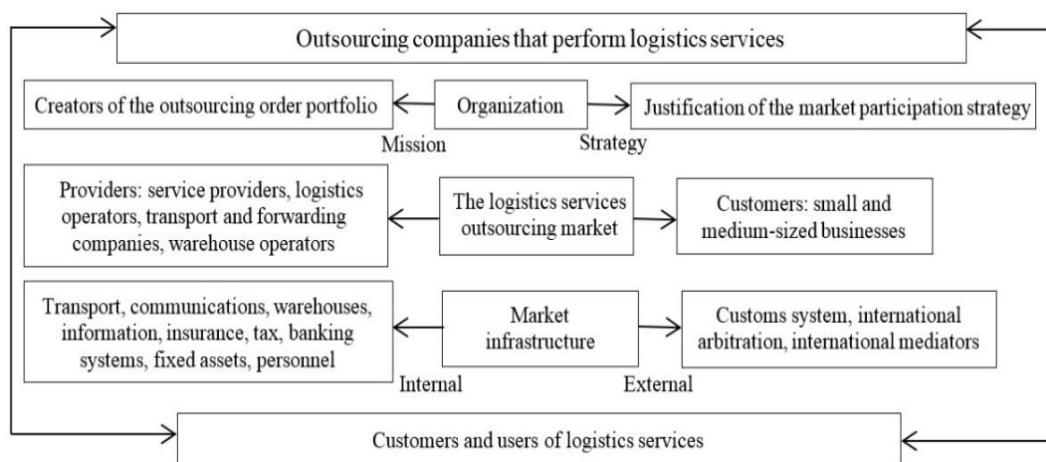 Outsourcing companies that perform logistics services
Creators of the outsourcing order portfolio
Organization
Justification of the market participation strategy
Mission
Strategy
Providers: service providers, logistics
operators, transport and forwarding
companies, warehouse operators
The logistics services
outsourcing market
Customers: small and
medium-sized businesses
Transport, communications, warehouses,
information, insurance, tax, banking
systems, fixed assets, personnel
Market
infrastructure
Customs system, international
arbitration, international mediators
Internal
External
Customers and users of logistics services